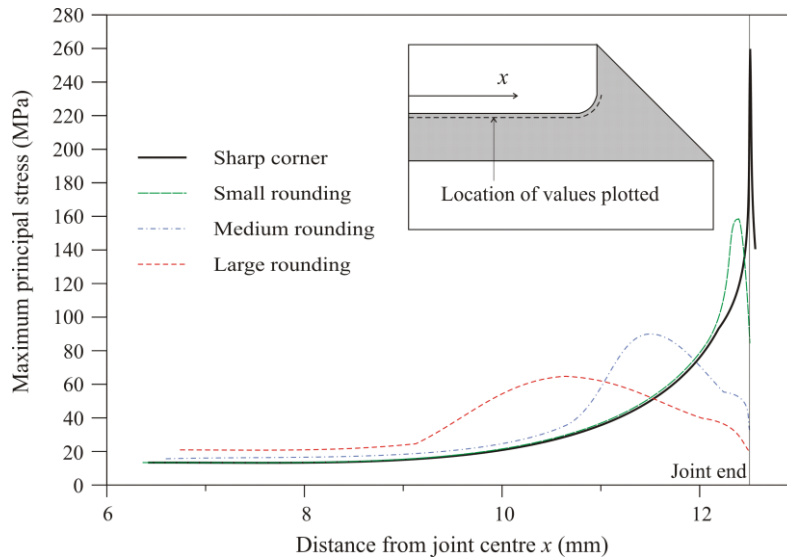 280
260
240
220
200
180
160
140
120
100
80
60
40
20
0
Maximum principal stress (MPa)
x
Location of values plotted
Sharp corner
Small rounding
Medium rounding
Large rounding
Joint end
6
8
10
12
Distance from joint centre x (mm)